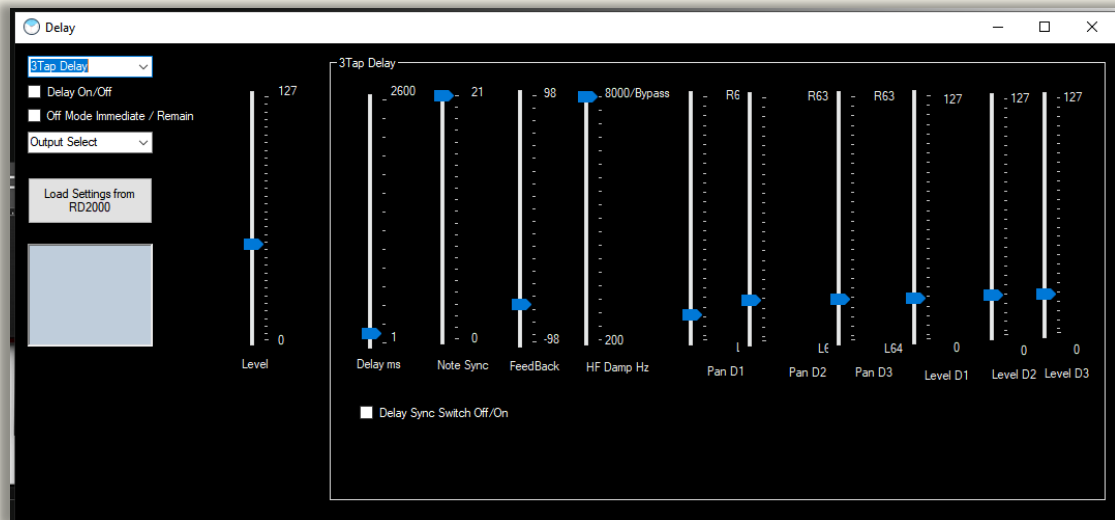 Delay
3Tap Delay
Delay On/Off
Off Mode Immediate / Remain
Output Select
Load Settings from
RD2000
127
0
Level
3Tap Delay
2600
1
Delay ms
21
0
Note Sync
98
-98
FeedBack
8000/Bypass
200
HF Damp Hz
R6
L
Pan D1
R63
L6
Pan D2
R63
L64
Pan D3
127
0
Level D1
127
0
Level D2
127
0
Level D3
Delay Sync Switch Off/On